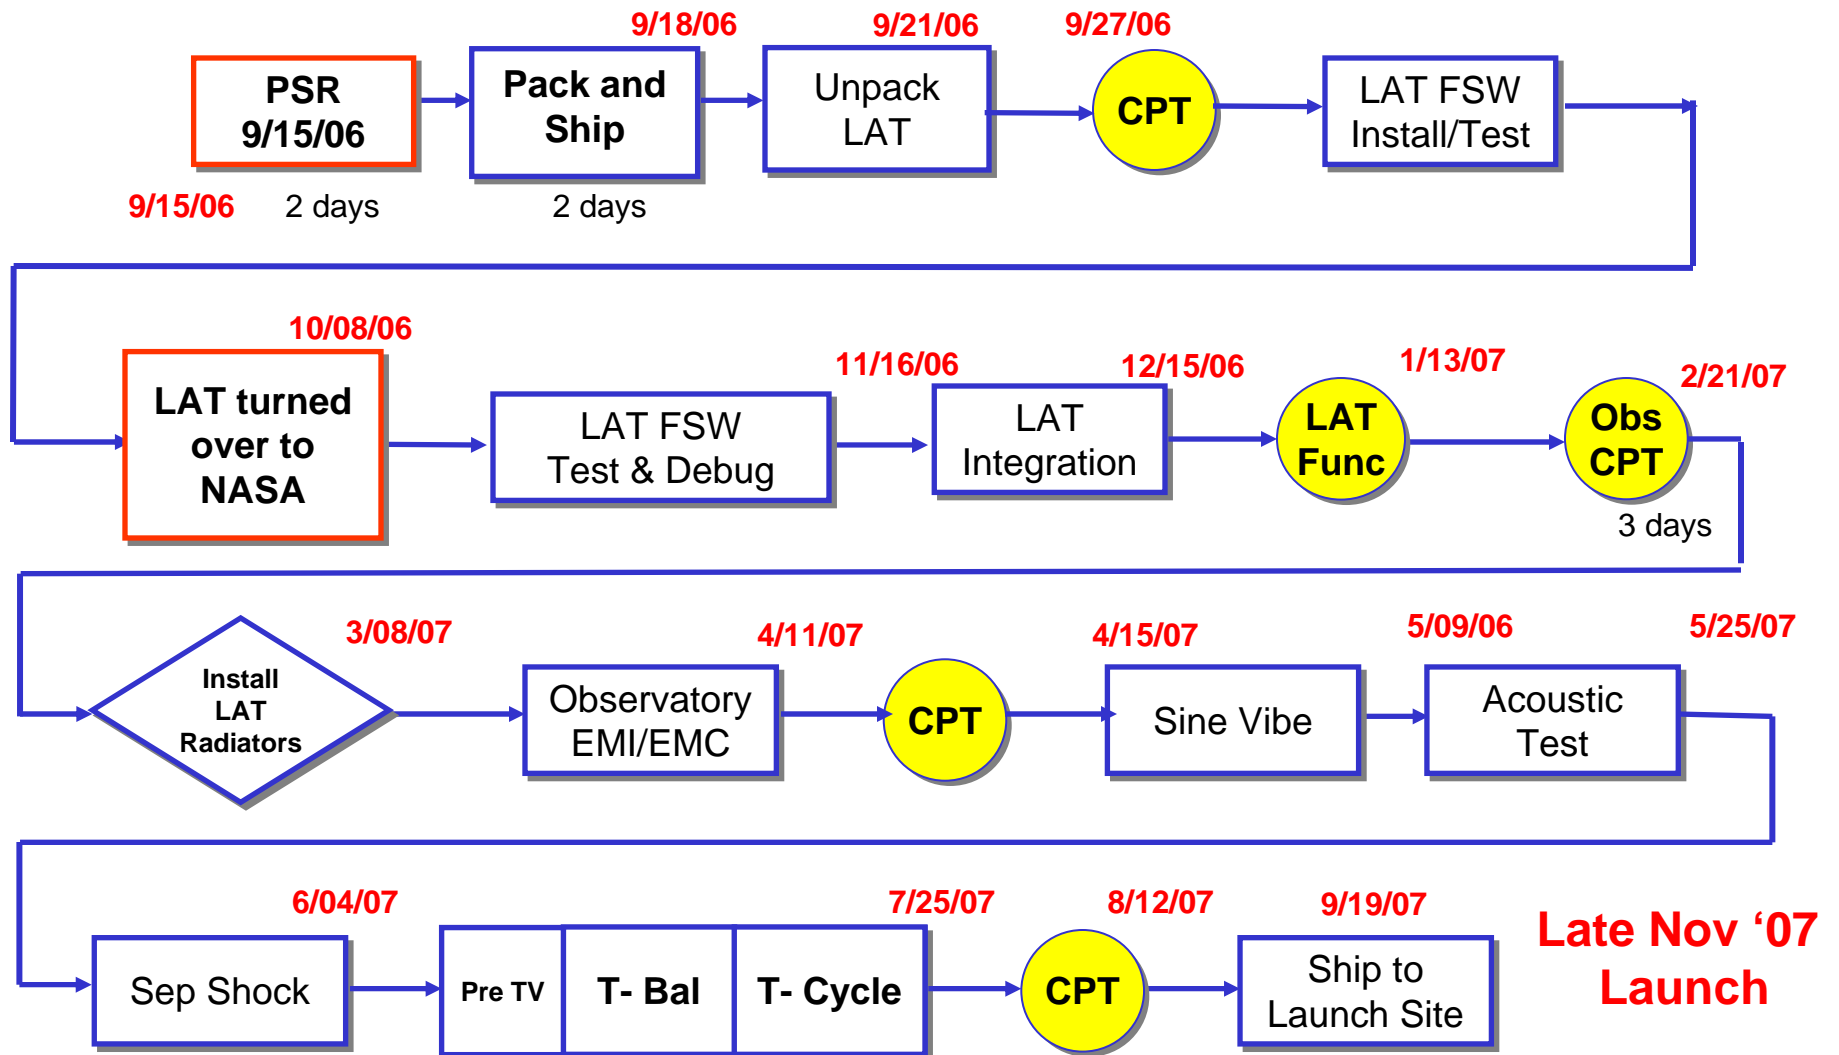 9/18/06
9/21/06
9/27/06
PSR
9/15/06
Pack and
Ship
Unpack
LAT
CPT
LAT FSW
Install/Test
9/15/06
2 days
2 days
10/08/06
11/16/06
12/15/06
1/13/07
2/21/07
LAT turned
over to
NASA
LAT FSW
Test & Debug
LAT
Integration
LAT
Func
Obs
CPT
3 days
3/08/07
4/11/07
4/15/07
5/09/06
5/25/07
Install
LAT
Radiators
Observatory
EMI/EMC
CPT
Sine Vibe
Acoustic
Test
6/04/07
7/25/07
8/12/07
9/19/07
Sep Shock
Pre TV
T- Bal
T- Cycle
CPT
Ship to
Launch Site
Late Nov ‘07
Launch